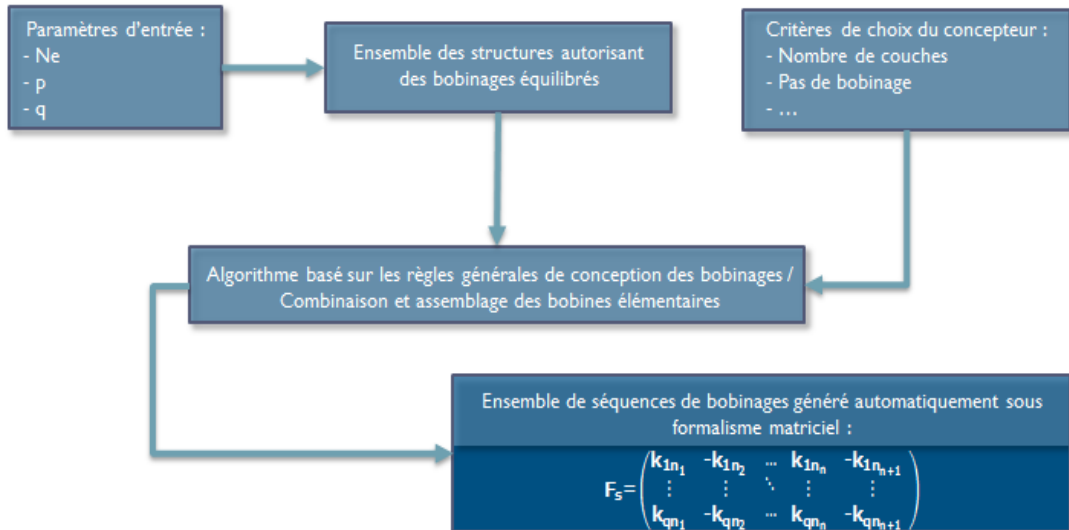 Paramètres d'entrée :
- Ne
- p
- q
Ensemble des structures autorisant
des bobinages équilibrés
Critères de choix du concepteur :
- Nombre de couches
- Pas de bobinage
- ...
Algorithme basé sur les règles générales de conception des bobinages /
Combinaison et assemblage des bobines élémentaires
Ensemble de séquences de bobinages généré automatiquement sous
formalisme matriciel :
k1n1 -k1n2 ... k1nn -k1nn+1
Fs= ⋮ ⋮ ⋱ ⋮ ⋮
kqn1 -kqn2 ... kqnn -kqnn+1